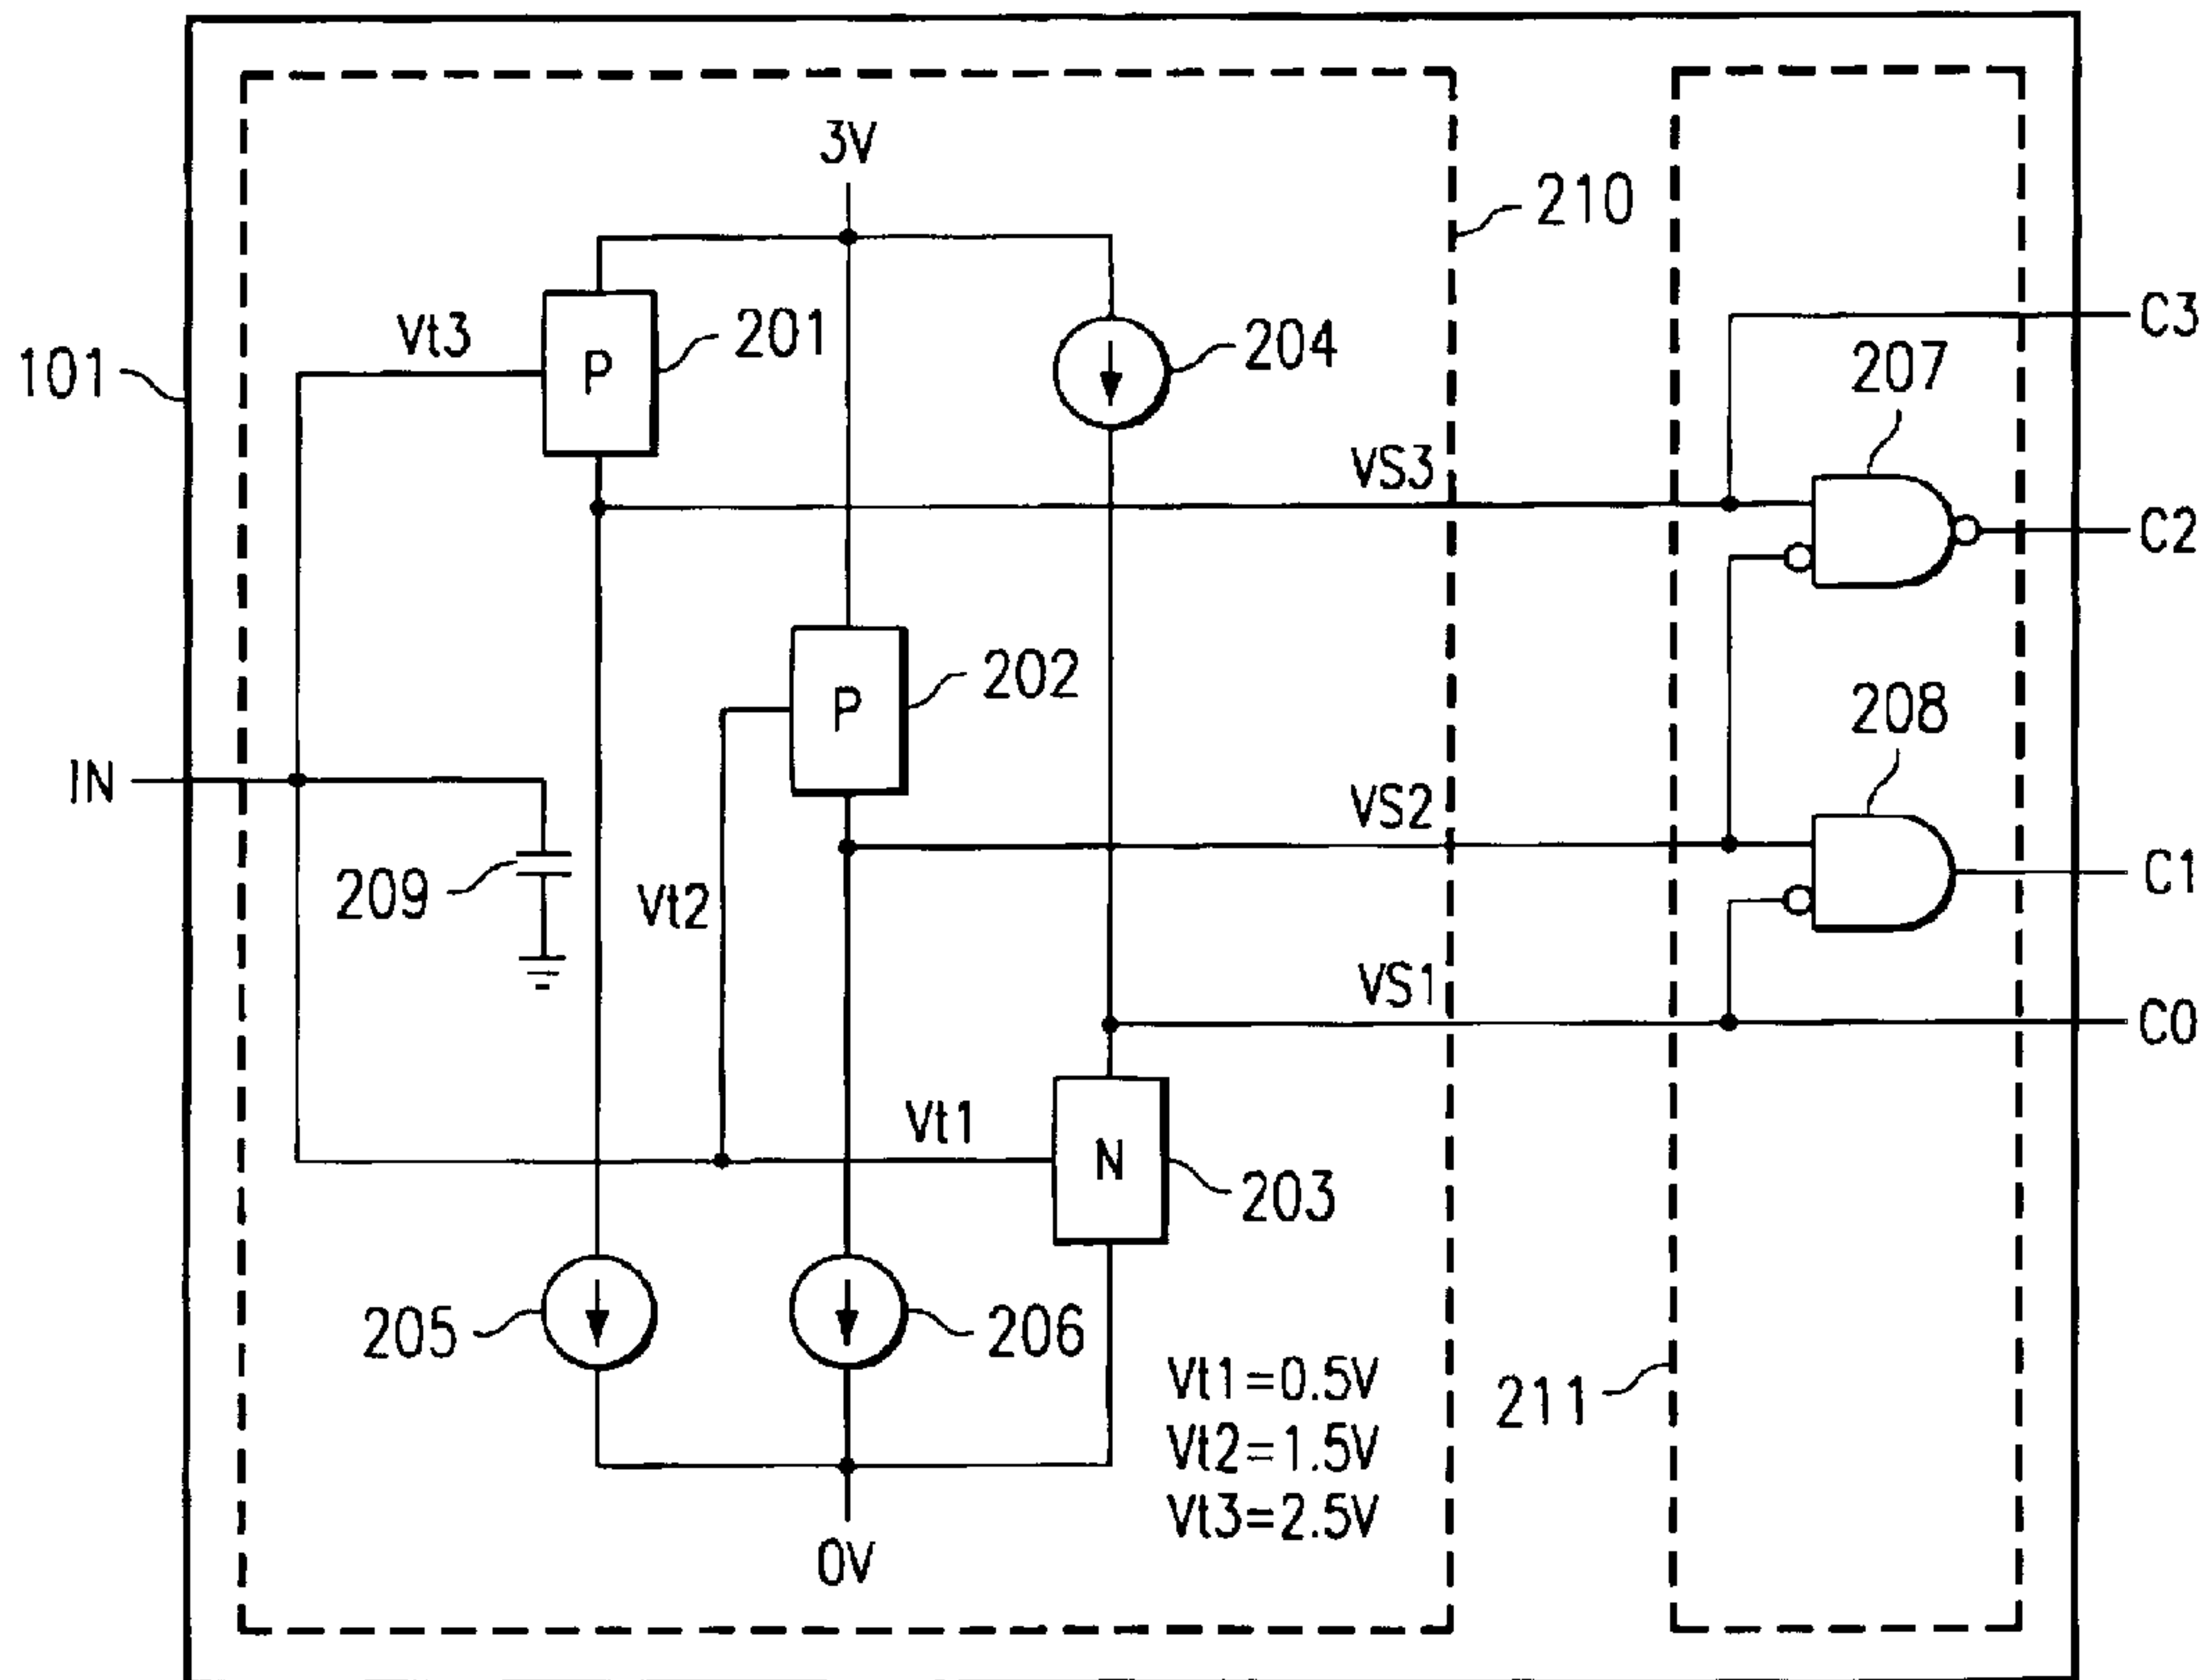 3V
210
Vt3
P
201
204
C3
101
207
VS3
C2
P
202
208
IN
VS2
209
Vt2
C1
VS1
C0
Vt1
N
203
205
206
Vt1=0.5V
Vt2=1.5V
Vt3=2.5V
211
0V